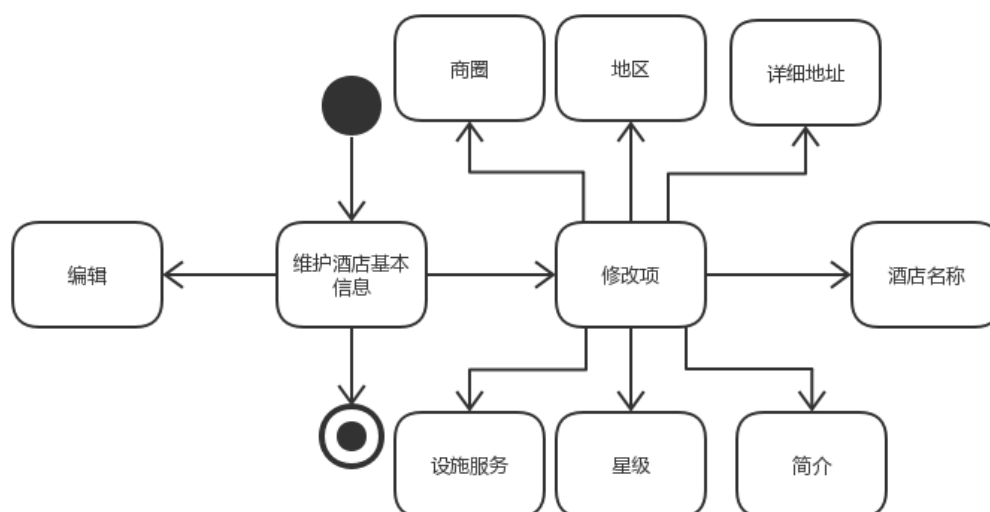 商圈
地区
详细地址
编辑
维护酒店基本
信息
修改项
酒店名称
设施服务
星级
简介